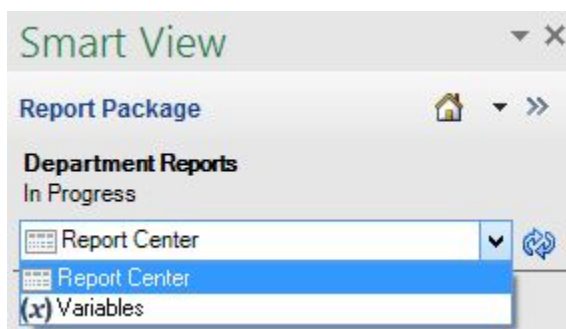 Smart View
Report Package
Department Reports
In Progress
Report Center
Report Center
(x) Variables